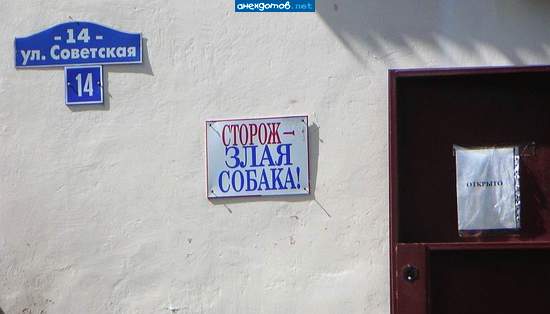 анекдотов.net
- 14 -
ул. Советская
14
СТОРОЖ –
ЗЛАЯ
СОБАКА!
ОТКРЫТО